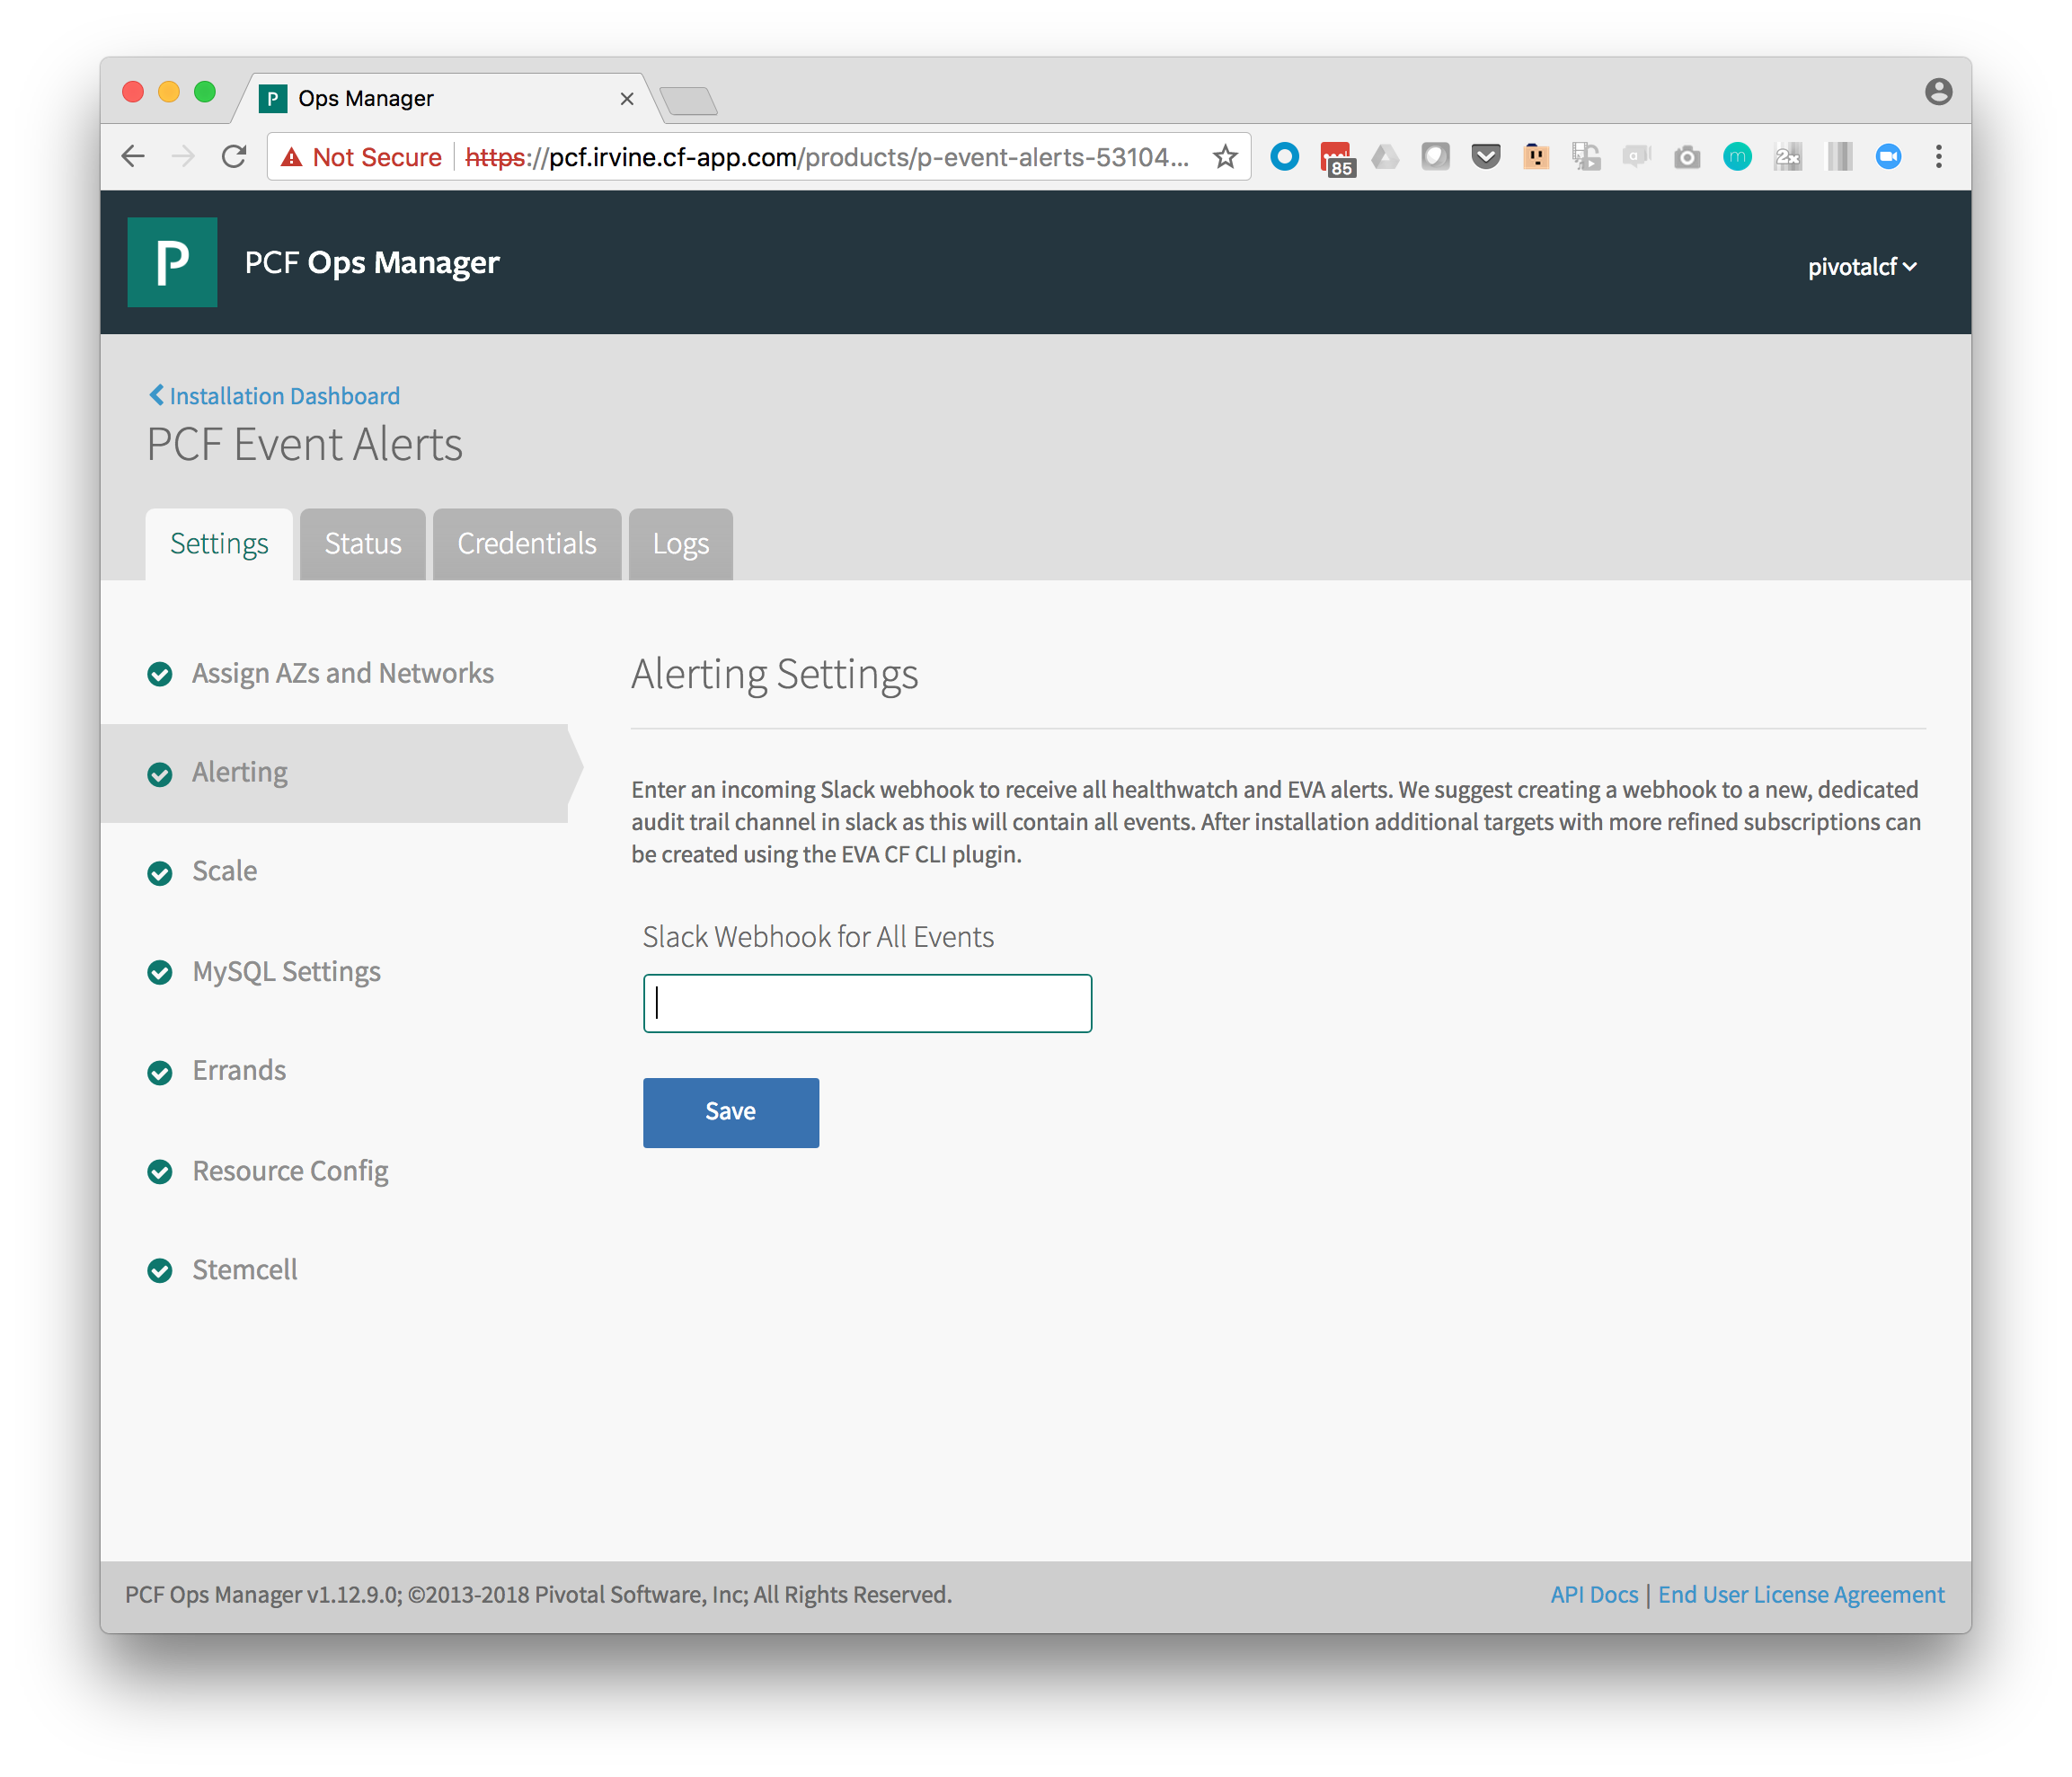 P Ops Manager ×
Not Secure https://pcf.irvine.cf-app.com/products/p-event-alerts-53104...
85
a
m
2x
P PCF Ops Manager
pivotalcf
Installation Dashboard
PCF Event Alerts
Settings Status Credentials Logs
Assign AZs and Networks
Alerting
Scale
MySQL Settings
Errands
Resource Config
Stemcell
Alerting Settings
Enter an incoming Slack webhook to receive all healthwatch and EVA alerts. We suggest creating a webhook to a new, dedicated
audit trail channel in slack as this will contain all events. After installation additional targets with more refined subscriptions can
be created using the EVA CF CLI plugin.
Slack Webhook for All Events
Save
PCF Ops Manager v1.12.9.0; ©2013-2018 Pivotal Software, Inc; All Rights Reserved.
API Docs | End User License Agreement